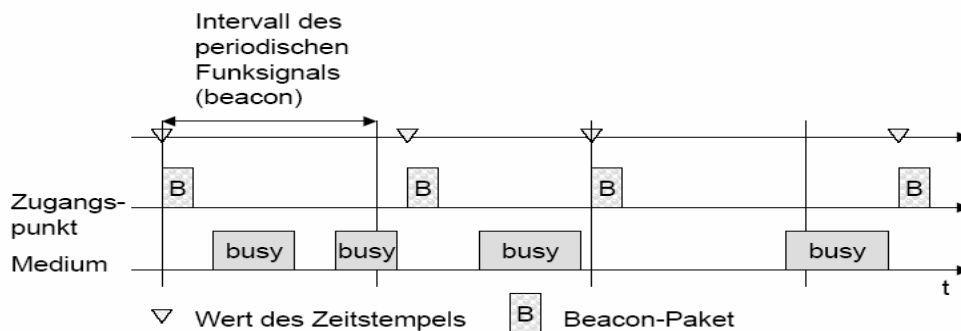 Intervall des
periodischen
Funksignals
(beacon)
B
B
B
B
Zugangs-
punkt
busy
busy
busy
busy
Medium
t
Wert des Zeitstempels
B
Beacon-Paket